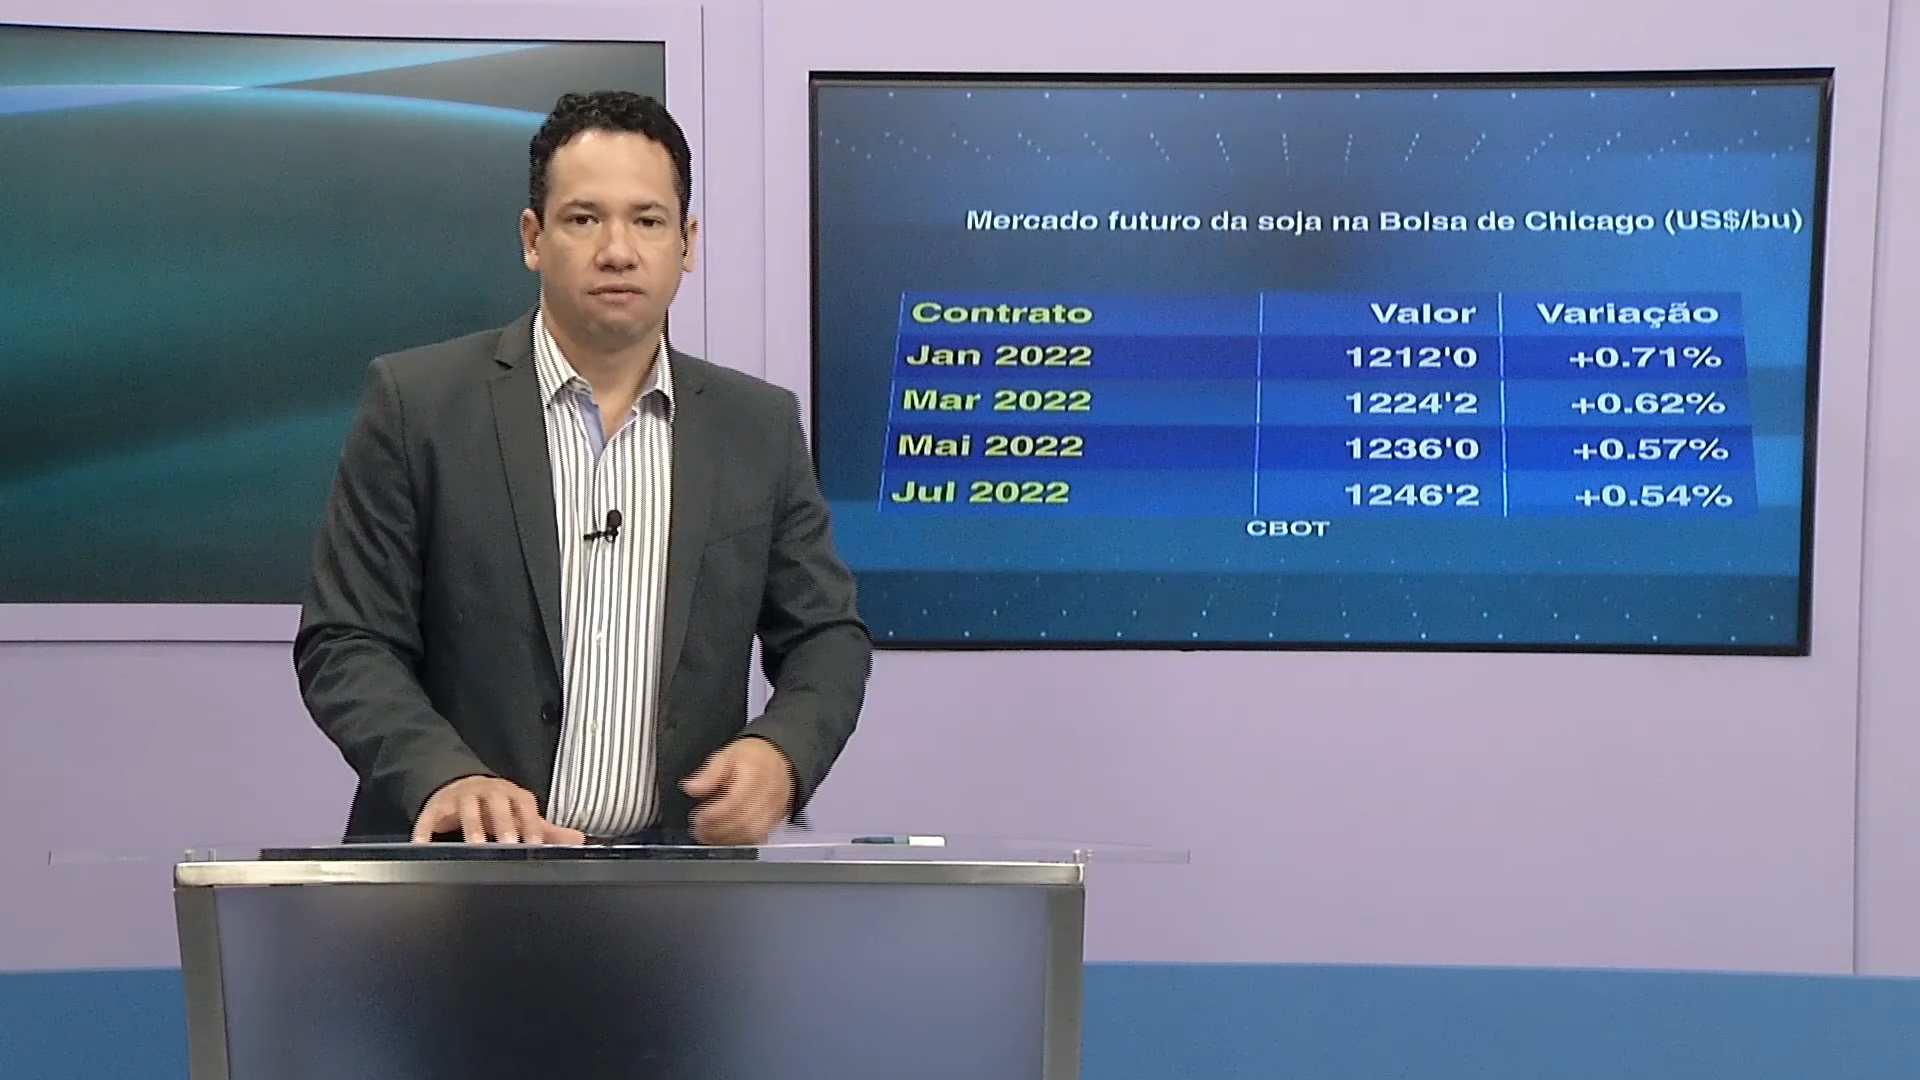 Mercado futuro da soja na Bolsa de Chicago (US$/bu)
Contrato Valor Variação
Jan 2022 1212'0 +0.71%
Mar 2022 1224'2 +0.62%
Mai 2022 1236'0 +0.57%
Jul 2022 1246'2 +0.54%
CBOT